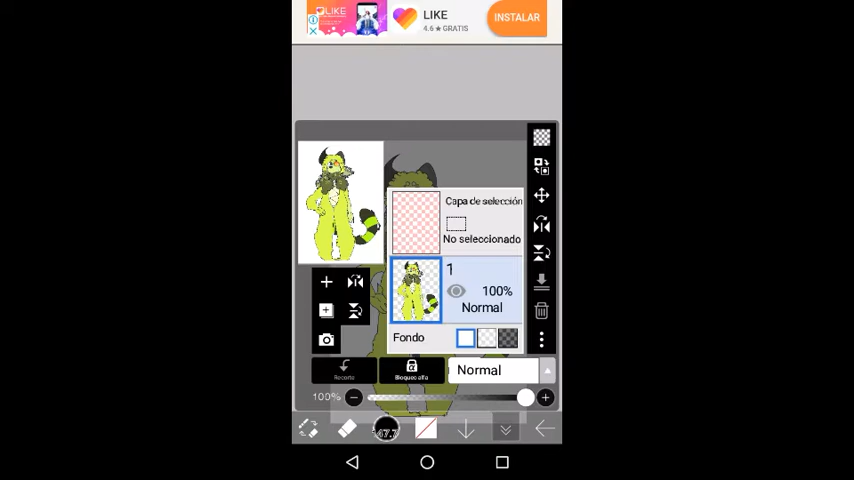 LIKE
LIKE
4.6★GRATIS
INSTALAR
Capa de selección
No seleccionado
1
100%
Normal
Fondo
Recorte
Bloqueo alfa
Normal
100%